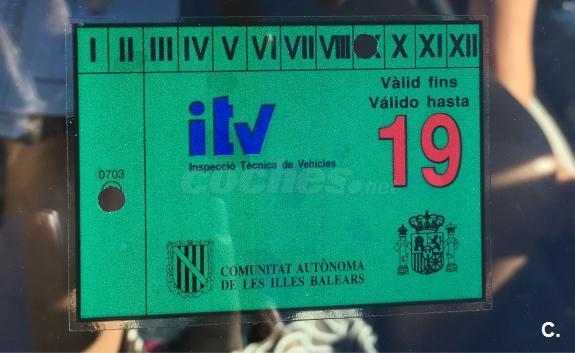 I II III IV V VI VII VIII IX X XI XII
Vàlid fins
Válido hasta
19
itv
Inspecció Tècnica de Vehicles
coches.net
0703
COMUNITAT AUTÒNOMA
DE LES ILLES BALEARS
C.